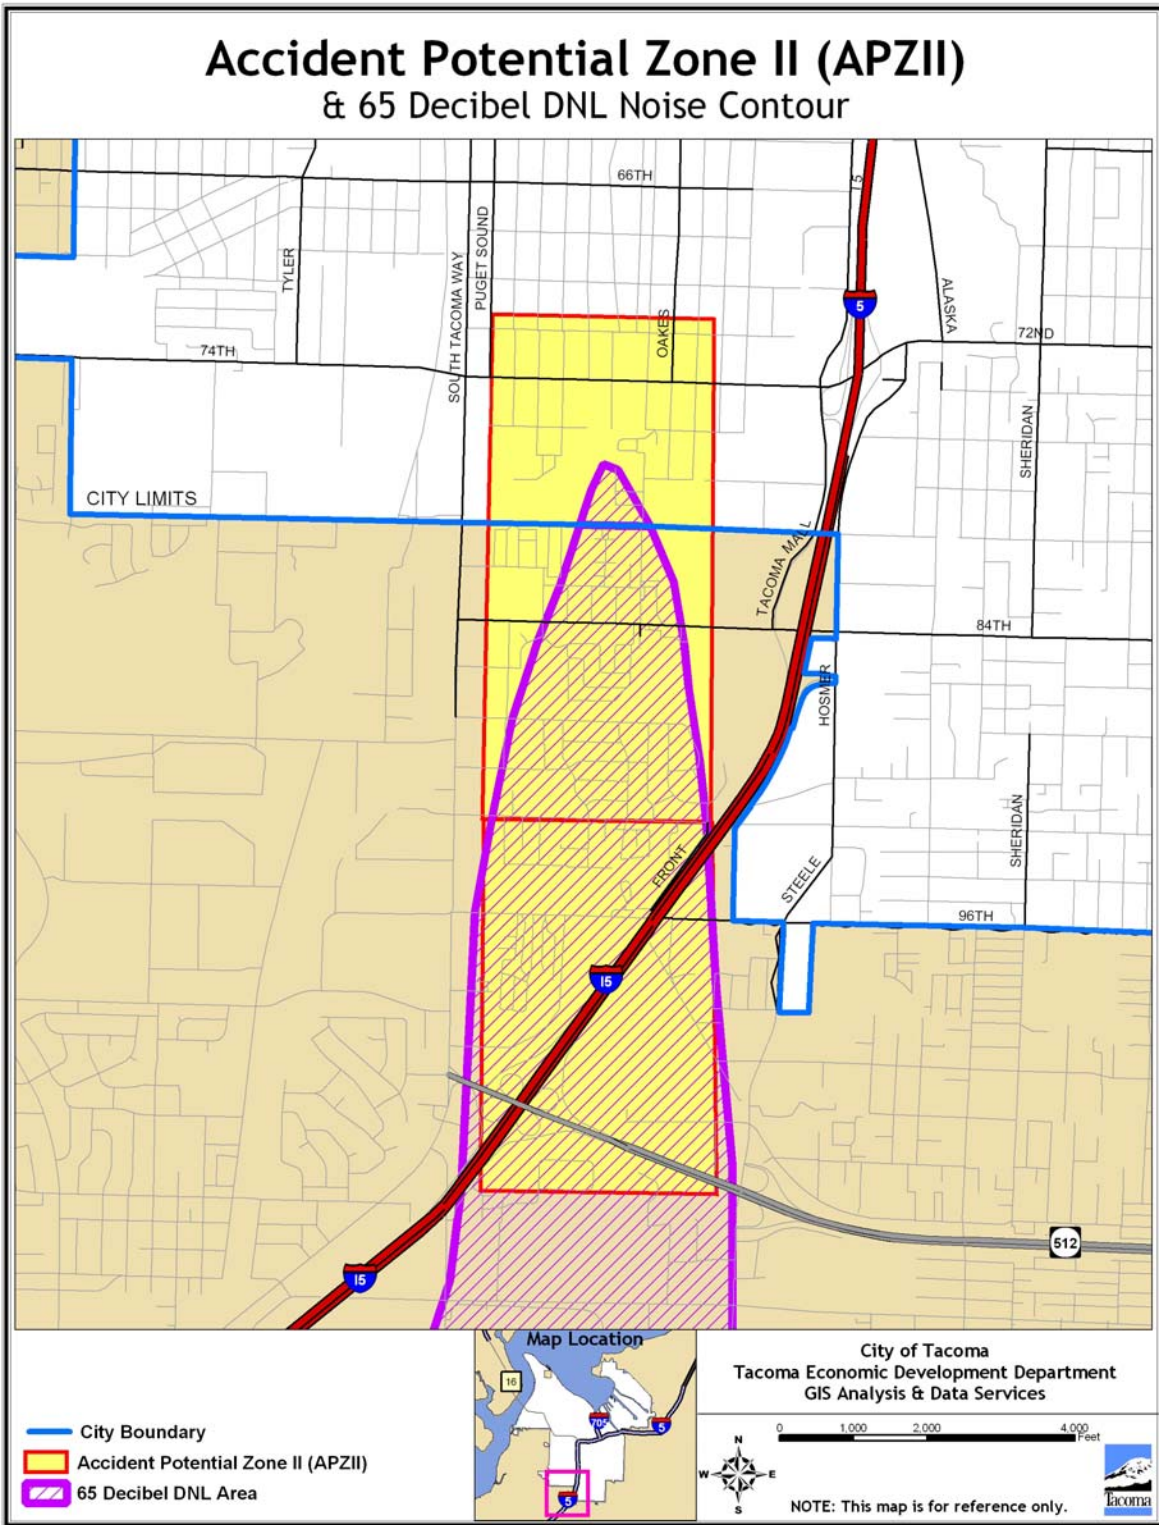 Accident Potential Zone II (APZII)
& 65 Decibel DNL Noise Contour
66TH
I5
PUGET SOUND
TYLER
SOUTH TACOMA WAY
5
ALASKA
OAKES
72ND
74TH
SHERIDAN
CITY LIMITS
TACOMA MALL
84TH
HOSMER
SHERIDAN
FRONT
STEELE
96TH
15
512
15
Map Location
16
705
5
5
City of Tacoma
Tacoma Economic Development Department
GIS Analysis & Data Services
City Boundary
Accident Potential Zone II (APZII)
65 Decibel DNL Area
0 1,000 2,000 4,000
Feet
N
W E
S
NOTE: This map is for reference only.
Tacoma